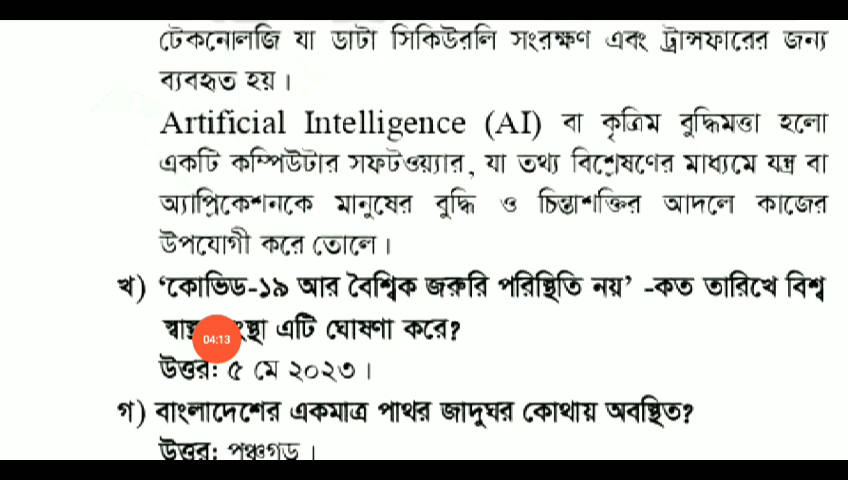 টেকনোলজি যা ডাটা সিকিউরলি সংরক্ষণ এবং ট্রান্সফারের জন্য
ব্যবহৃত হয়।
Artificial Intelligence (AI) বা কৃত্রিম বুদ্ধিমত্তা হলো
একটি কম্পিউটার সফটওয়্যার, যা তথ্য বিশ্লেষণের মাধ্যমে যন্ত্র বা
অ্যাপ্লিকেশনকে মানুষের বুদ্ধি ও চিন্তাশক্তির আদলে কাজের
উপযোগী করে তোলে।
খ) ‘কোভিড-১৯ আর বৈশ্বিক জরুরি পরিস্থিতি নয়’ -কত তারিখে বিশ্ব
এটি ঘোষণা করে?
04:13
উত্তর: ৫ মে ২০২৩।
গ) বাংলাদেশের একমাত্র পাথর জাদুঘর কোথায় অবস্থিত?
উত্তর: পঞ্চগড়।